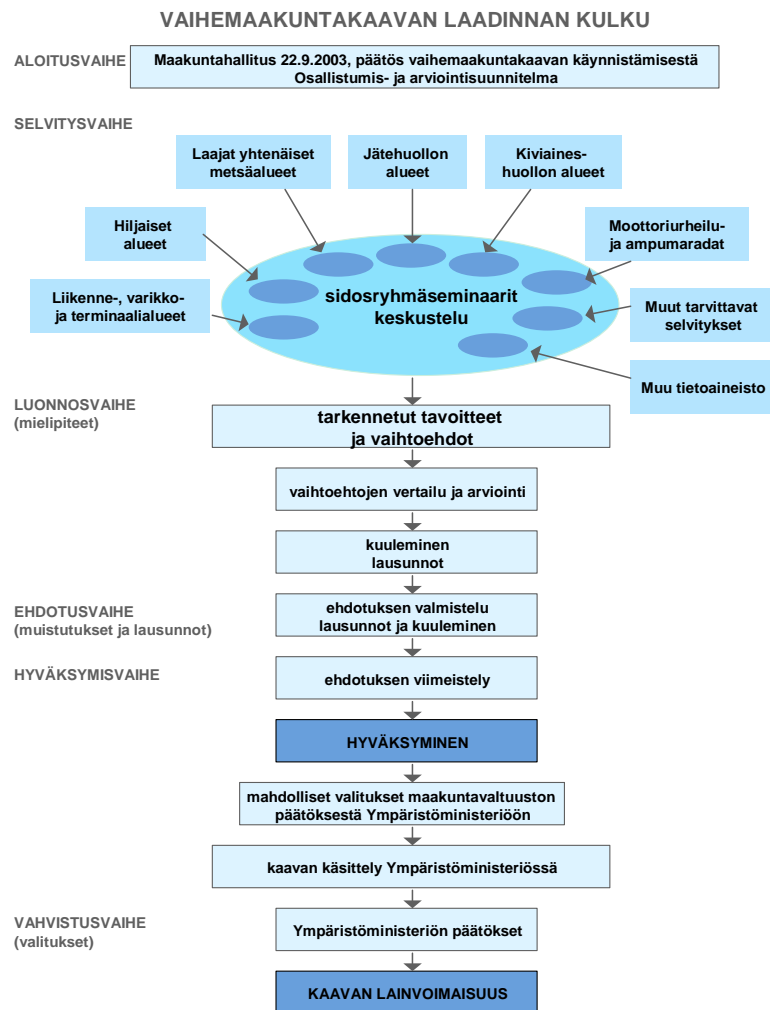 VAIHEMAAKUNTAKAAVAN LAADINNAN KULKU
ALOITUSVAIHE
Maakuntahallitus 22.9.2003, päätös vaihemaakuntakaavan käynnistämisestä
Osallistumis- ja arviointisuunnitelma
SELVITYSVAIHE
Laajat yhtenäiset
metsäalueet
Jätehuollon
alueet
Kiviaines-
huollon alueet
Hiljaiset
alueet
Moottoriurheilu-
ja ampumaradat
Liikenne-, varikko-
ja terminaalialueet
sidosryhmäseminaarit
keskustelu
Muut tarvittavat
selvitykset
Muu tietoaineisto
LUONNOSVAIHE
(mielipiteet)
tarkennetut tavoitteet
ja vaihtoehdot
vaihtoehtojen vertailu ja arviointi
kuuleminen
lausunnot
EHDOTUSVAIHE
(muistutukset ja lausunnot)
ehdotuksen valmistelu
lausunnot ja kuuleminen
HYVÄKSYMISVAIHE
ehdotuksen viimeistely
HYVÄKSYMINEN
mahdolliset valitukset maakuntavaltuuston
päätöksestä Ympäristöministeriöön
kaavan käsittely Ympäristöministeriössä
VAHVISTUSVAIHE
(valitukset)
Ympäristöministeriön päätökset
KAAVAN LAINVOIMAISUUS